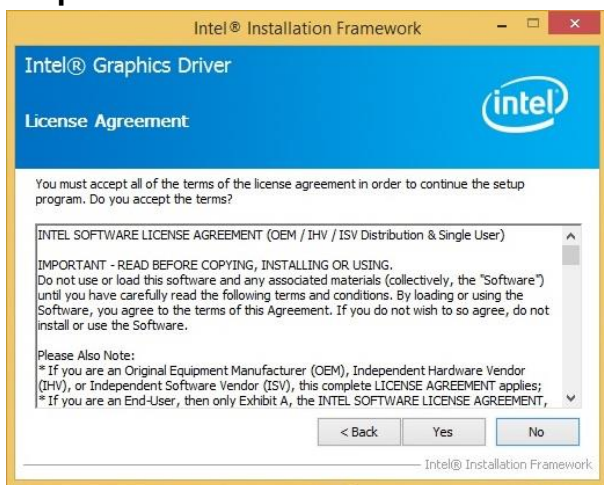 Intel® Installation Framework
Intel® Graphics Driver
intel
License Agreement
You must accept all of the terms of the license agreement in order to continue the setup
program. Do you accept the terms?
INTEL SOFTWARE LICENSE AGREEMENT (OEM / IHV / ISV Distribution & Single User)
IMPORTANT - READ BEFORE COPYING, INSTALLING OR USING.
Do not use or load this software and any associated materials (collectively, the "Software")
until you have carefully read the following terms and conditions. By loading or using the
Software, you agree to the terms of this Agreement. If you do not wish to so agree, do not
install or use the Software.
Please Also Note:
* If you are an Original Equipment Manufacturer (OEM), Independent Hardware Vendor
(IHV), or Independent Software Vendor (ISV), this complete LICENSE AGREEMENT applies;
* If you are an End-User, then only Exhibit A, the INTEL SOFTWARE LICENSE AGREEMENT,
< Back Yes No
Intel® Installation Framework